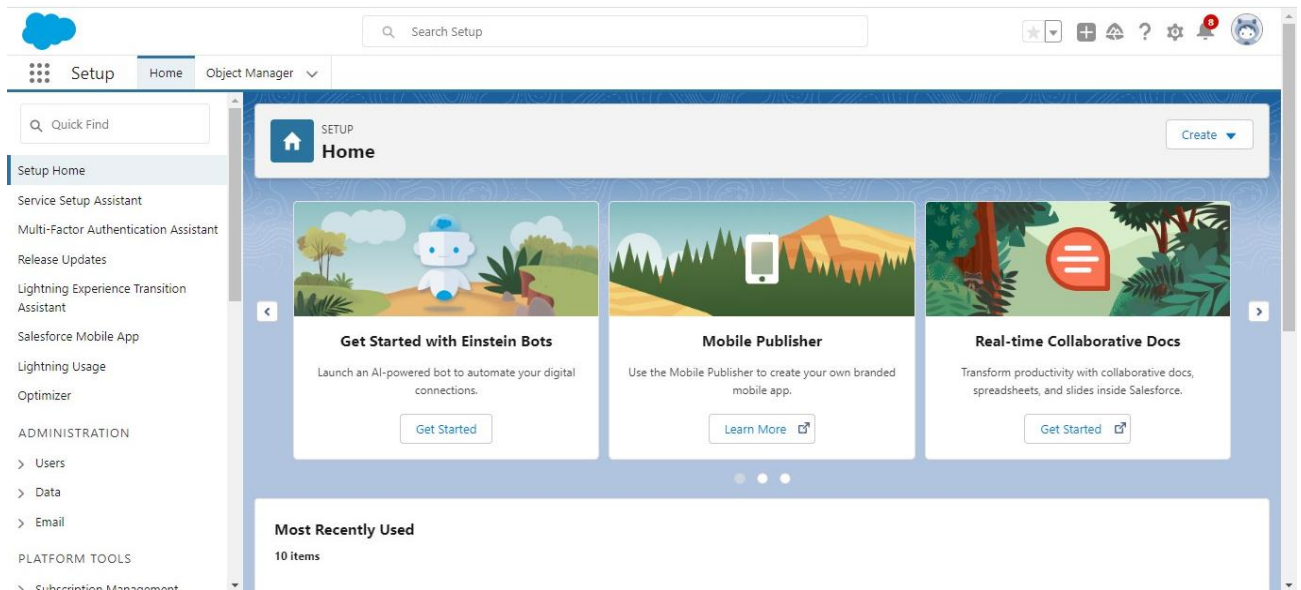 Search Setup
8
Setup
Home
Object Manager
Quick Find
Setup Home
Service Setup Assistant
Multi-Factor Authentication Assistant
Release Updates
Lightning Experience Transition
Assistant
Salesforce Mobile App
Lightning Usage
Optimizer
ADMINISTRATION
Users
Data
Email
PLATFORM TOOLS
Subscription Management
SETUP
Home
Create
Get Started with Einstein Bots
Launch an AI-powered bot to automate your digital
connections.
Get Started
Mobile Publisher
Use the Mobile Publisher to create your own branded
mobile app.
Learn More
Real-time Collaborative Docs
Transform productivity with collaborative docs,
spreadsheets, and slides inside Salesforce.
Get Started
Most Recently Used
10 items